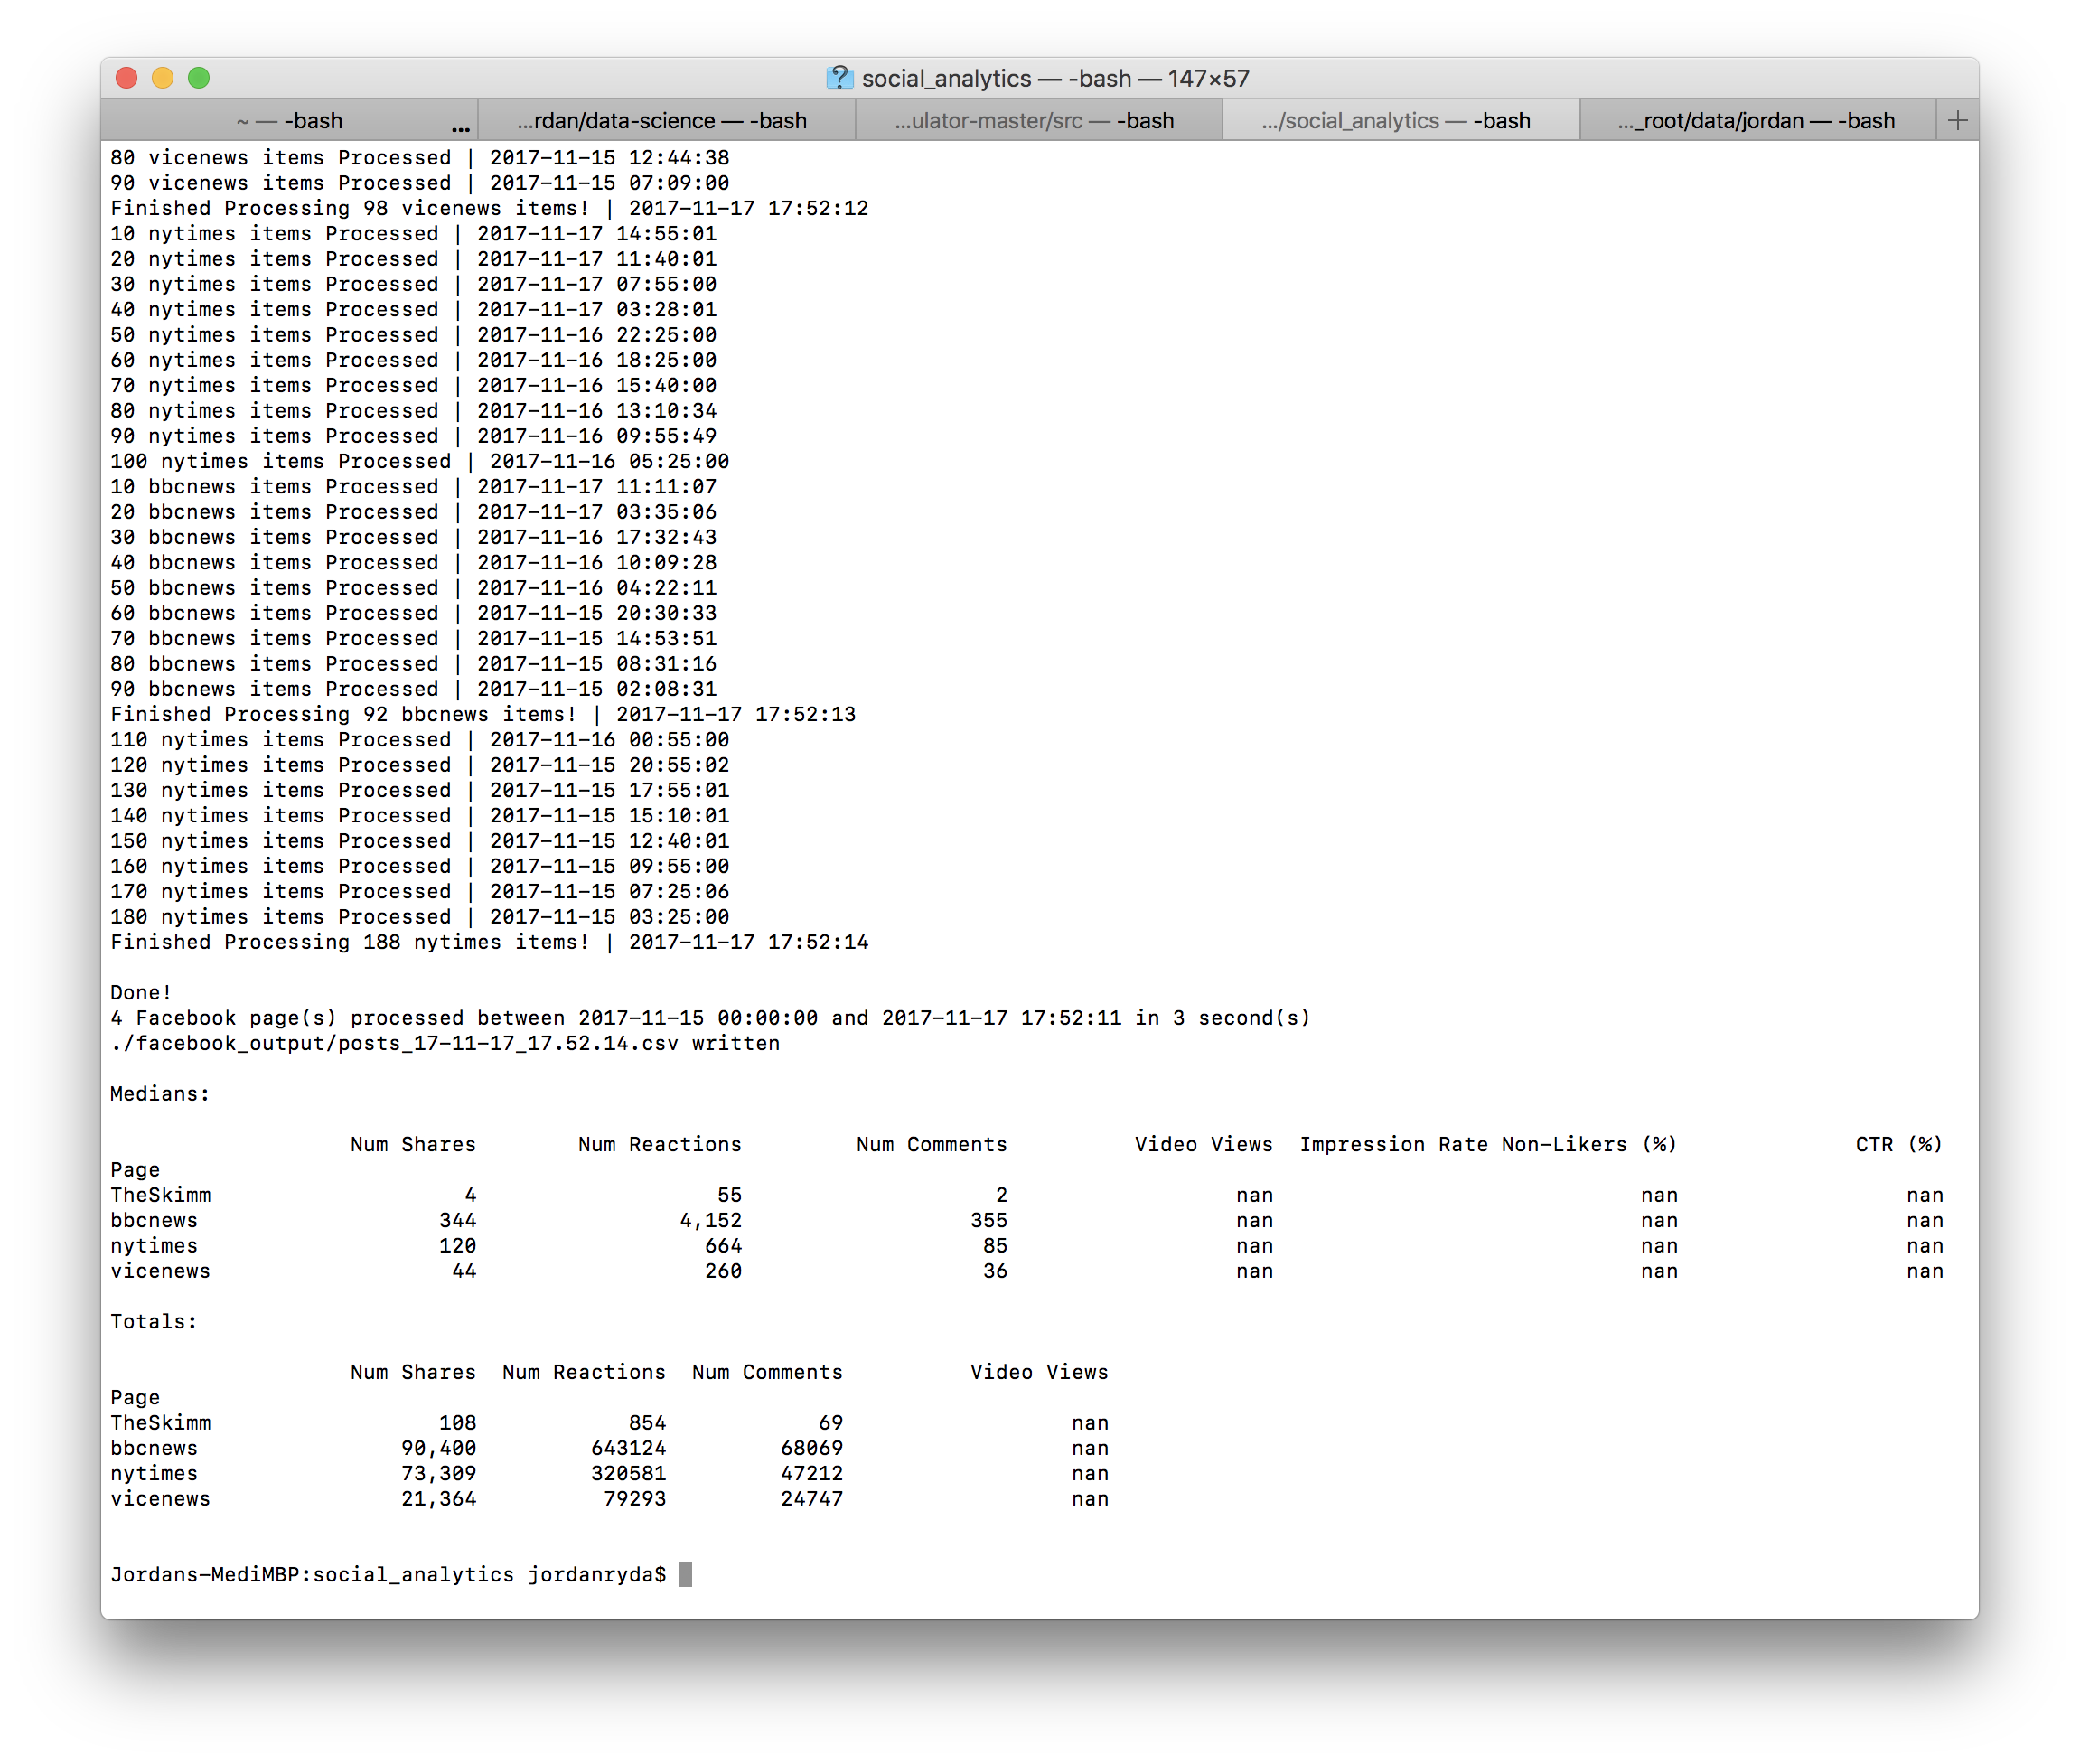 social_analytics — -bash — 147×57
~ — -bash ... ...rdan/data-science — -bash ...ulator-master/src — -bash .../social_analytics — -bash ..._root/data/jordan — -bash +
80 vicenews items Processed | 2017-11-15 12:44:38
90 vicenews items Processed | 2017-11-15 07:09:00
Finished Processing 98 vicenews items! | 2017-11-17 17:52:12
10 nytimes items Processed | 2017-11-17 14:55:01
20 nytimes items Processed | 2017-11-17 11:40:01
30 nytimes items Processed | 2017-11-17 07:55:00
40 nytimes items Processed | 2017-11-17 03:28:01
50 nytimes items Processed | 2017-11-16 22:25:00
60 nytimes items Processed | 2017-11-16 18:25:00
70 nytimes items Processed | 2017-11-16 15:40:00
80 nytimes items Processed | 2017-11-16 13:10:34
90 nytimes items Processed | 2017-11-16 09:55:49
100 nytimes items Processed | 2017-11-16 05:25:00
10 bbcnews items Processed | 2017-11-17 11:11:07
20 bbcnews items Processed | 2017-11-17 03:35:06
30 bbcnews items Processed | 2017-11-16 17:32:43
40 bbcnews items Processed | 2017-11-16 10:09:28
50 bbcnews items Processed | 2017-11-16 04:22:11
60 bbcnews items Processed | 2017-11-15 20:30:33
70 bbcnews items Processed | 2017-11-15 14:53:51
80 bbcnews items Processed | 2017-11-15 08:31:16
90 bbcnews items Processed | 2017-11-15 02:08:31
Finished Processing 92 bbcnews items! | 2017-11-17 17:52:13
110 nytimes items Processed | 2017-11-16 00:55:00
120 nytimes items Processed | 2017-11-15 20:55:02
130 nytimes items Processed | 2017-11-15 17:55:01
140 nytimes items Processed | 2017-11-15 15:10:01
150 nytimes items Processed | 2017-11-15 12:40:01
160 nytimes items Processed | 2017-11-15 09:55:00
170 nytimes items Processed | 2017-11-15 07:25:06
180 nytimes items Processed | 2017-11-15 03:25:00
Finished Processing 188 nytimes items! | 2017-11-17 17:52:14
Done!
4 Facebook page(s) processed between 2017-11-15 00:00:00 and 2017-11-17 17:52:11 in 3 second(s)
./facebook_output/posts_17-11-17_17.52.14.csv written
Medians:
Num Shares Num Reactions Num Comments Video Views Impression Rate Non-Likers (%) CTR (%)
Page
TheSkimm 4 55 2 nan nan nan
bbcnews 344 4,152 355 nan nan nan
nytimes 120 664 85 nan nan nan
vicenews 44 260 36 nan nan nan
Totals:
Num Shares Num Reactions Num Comments Video Views
Page
TheSkimm 108 854 69 nan
bbcnews 90,400 643124 68069 nan
nytimes 73,309 320581 47212 nan
vicenews 21,364 79293 24747 nan
Jordans-MediMBP:social_analytics jordanryda$